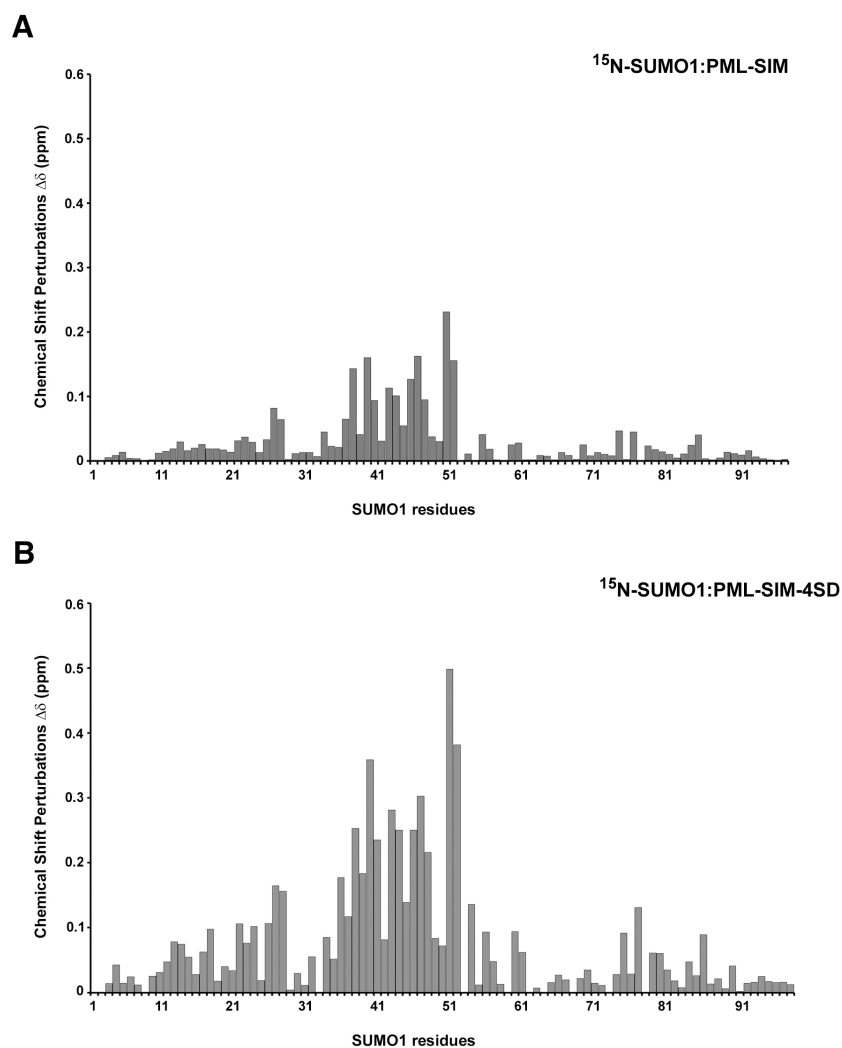 A
¹⁵N-SUMO1:PML-SIM
0.6
0.5
0.4
0.3
0.2
0.1
0
Chemical Shift Perturbations Δδ (ppm)
1 11 21 31 41 51 61 71 81 91
SUMO1 residues
B
¹⁵N-SUMO1:PML-SIM-4SD
0.6
0.5
0.4
0.3
0.2
0.1
0
Chemical Shift Perturbations Δδ (ppm)
1 11 21 31 41 51 61 71 81 91
SUMO1 residues